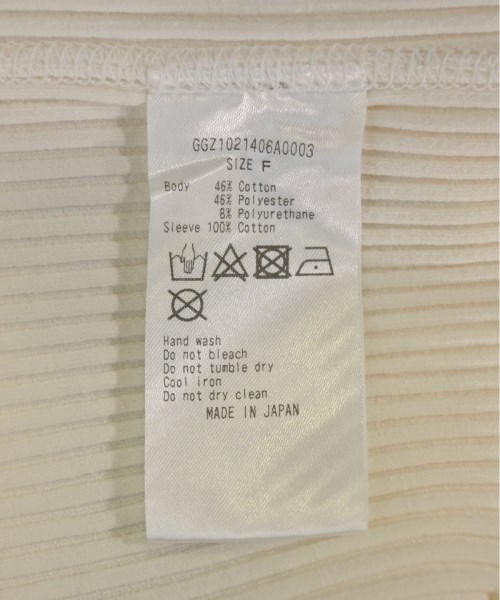 GGZ1021406A0003
SIZE F
Body 46% Cotton
46% Polyester
8% Polyurethane
Sleeve 100% Cotton
Hand wash
Do not bleach
Do not tumble dry
Cool iron
Do not dry clean
MADE IN JAPAN